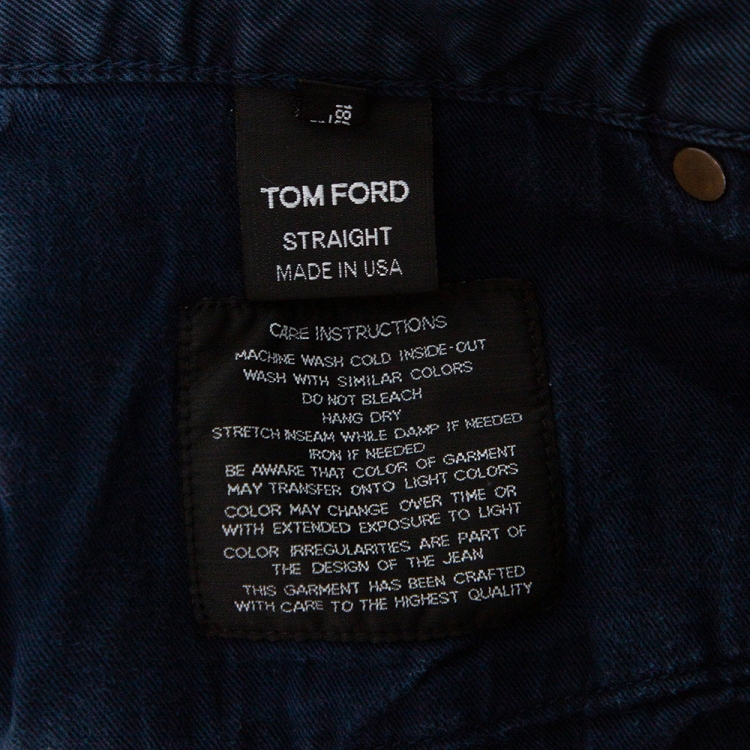 TOM FORD
STRAIGHT
MADE IN USA
CARE INSTRUCTIONS
MACHINE WASH COLD INSIDE-OUT
WASH WITH SIMILAR COLORS
DO NOT BLEACH
HANG DRY
STRETCH INSEAM WHILE DAMP IF NEEDED
IRON IF NEEDED
BE AWARE THAT COLOR OF GARMENT
MAY TRANSFER ONTO LIGHT COLORS
COLOR MAY CHANGE OVER TIME OR
WITH EXTENDED EXPOSURE TO LIGHT
COLOR IRREGULARITIES ARE PART OF
THE DESIGN OF THE JEAN
THIS GARMENT HAS BEEN CRAFTED
WITH CARE TO THE HIGHEST QUALITY